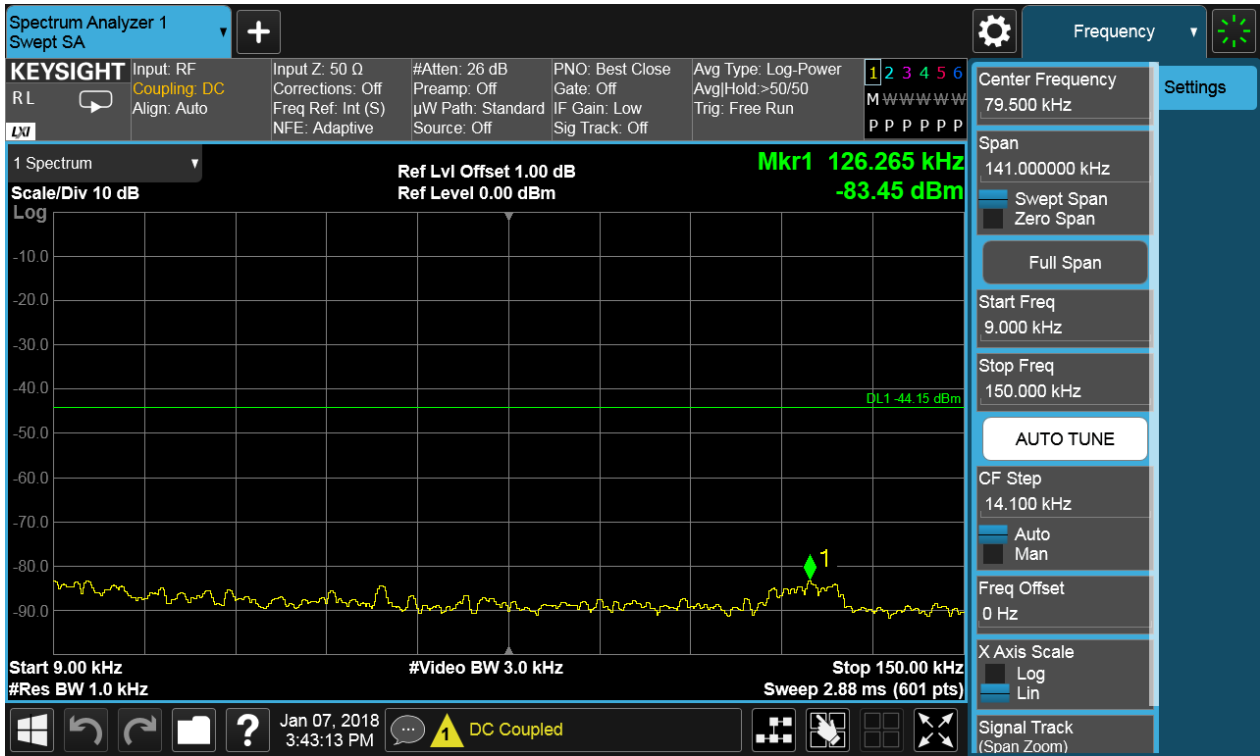 Spectrum Analyzer 1
Swept SA
Frequency
KEYSIGHT
R L
LXI
Input: RF
Coupling: DC
Align: Auto
Input Z: 50 Ω
Corrections: Off
Freq Ref: Int (S)
NFE: Adaptive
#Atten: 26 dB
Preamp: Off
µW Path: Standard
Source: Off
PNO: Best Close
Gate: Off
IF Gain: Low
Sig Track: Off
Avg Type: Log-Power
Avg|Hold:>50/50
Trig: Free Run
1 2 3 4 5 6
M W W W W W
P P P P P P
1 Spectrum
Scale/Div 10 dB
Log
Ref Lvl Offset 1.00 dB
Ref Level 0.00 dBm
Mkr1 126.265 kHz
-83.45 dBm
-10.0
-20.0
-30.0
-40.0
DL1 -44.15 dBm
-50.0
-60.0
-70.0
-80.0
1
-90.0
Start 9.00 kHz
#Res BW 1.0 kHz
#Video BW 3.0 kHz
Stop 150.00 kHz
Sweep 2.88 ms (601 pts)
Center Frequency
79.500 kHz
Span
141.000000 kHz
Swept Span
Zero Span
Full Span
Start Freq
9.000 kHz
Stop Freq
150.000 kHz
AUTO TUNE
CF Step
14.100 kHz
Auto
Man
Freq Offset
0 Hz
X Axis Scale
Log
Lin
Signal Track
(Span Zoom)
Settings
?
Jan 07, 2018
3:43:13 PM
1
DC Coupled